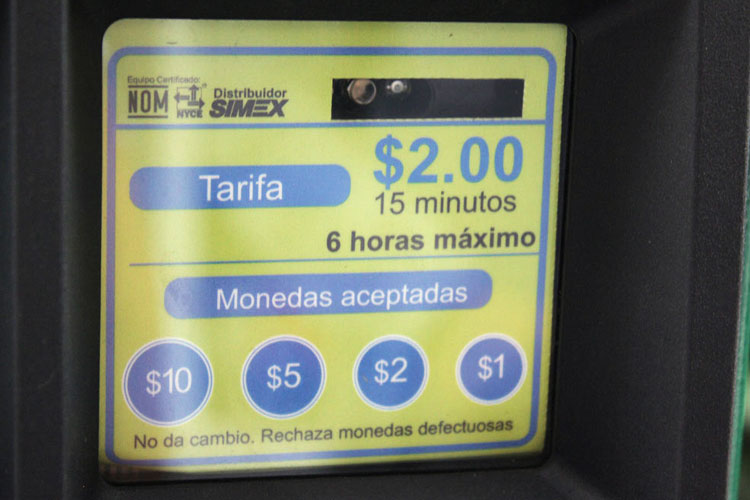 Equipo Certificado:
NOM NYCE Distribuidor SIMEX
$2.00
Tarifa
15 minutos
6 horas máximo
Monedas aceptadas
$10 $5 $2 $1
No da cambio. Rechaza monedas defectuosas